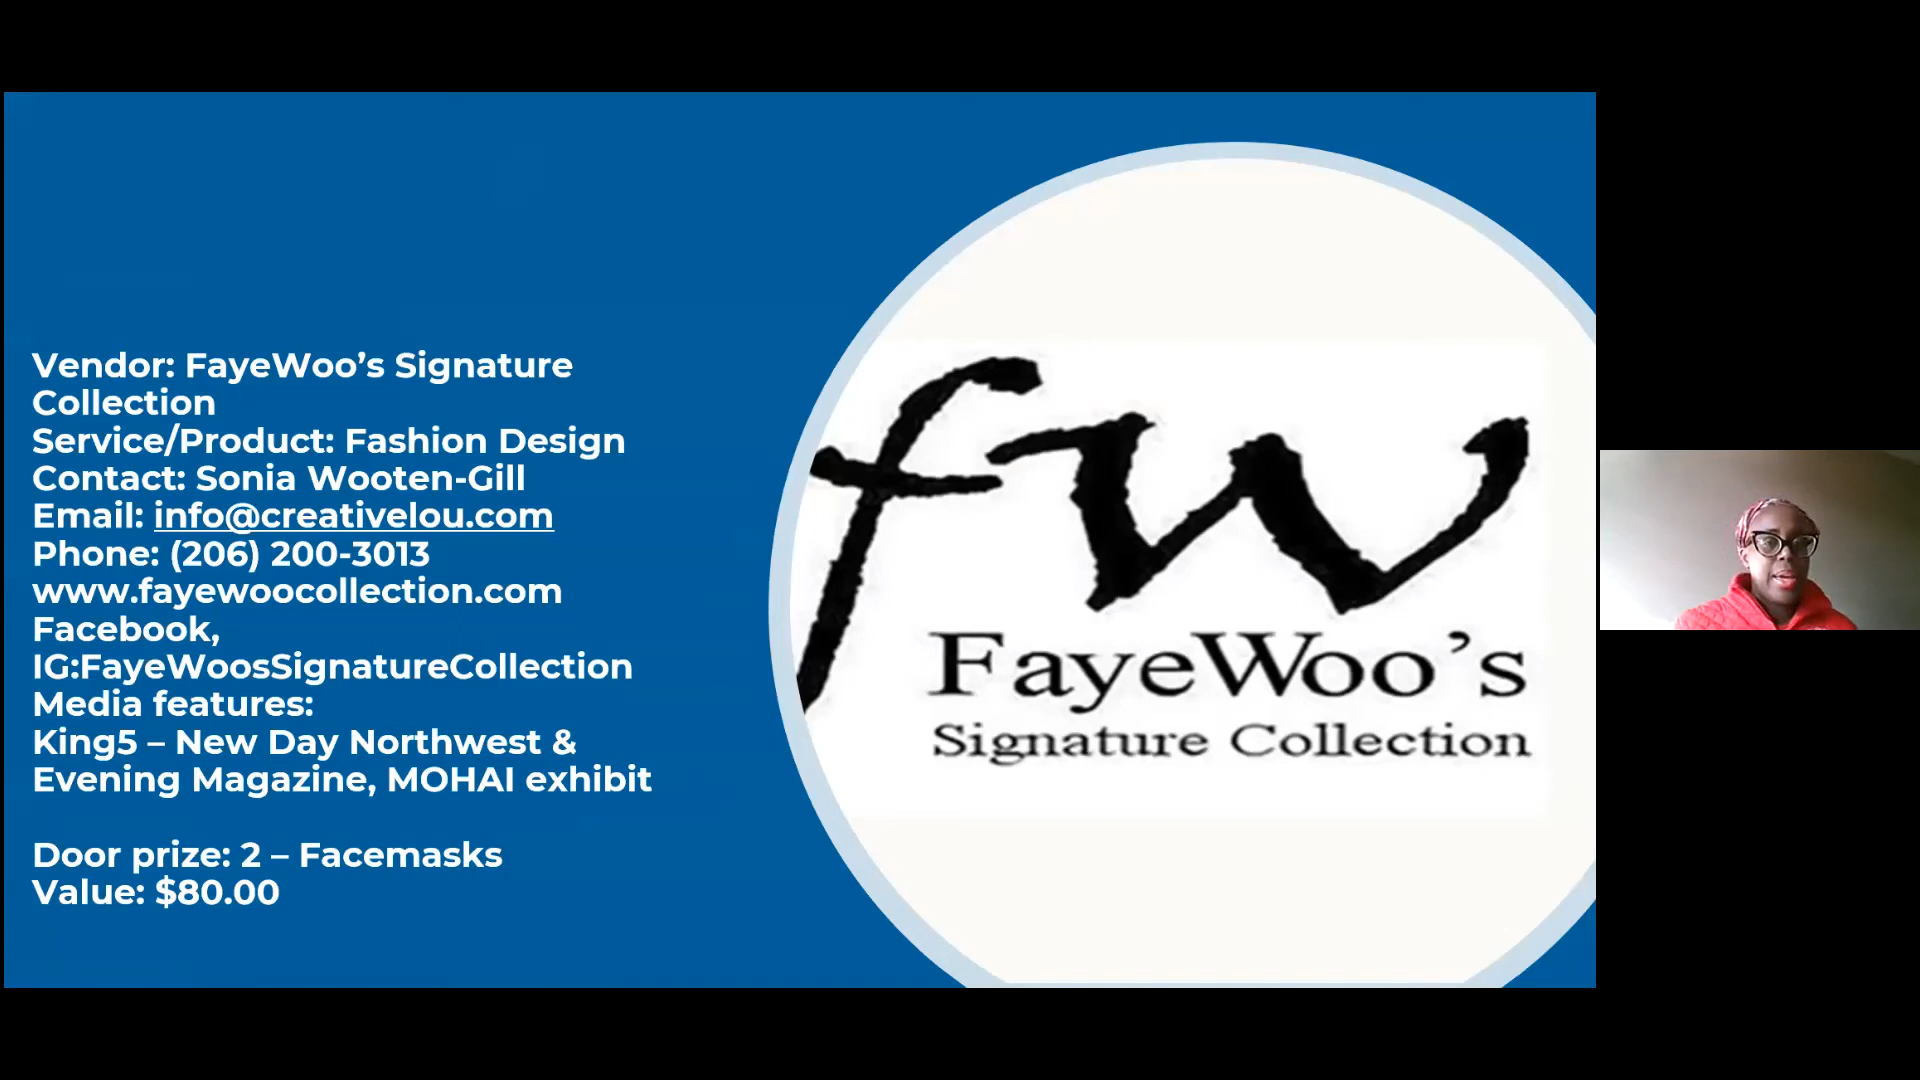 Vendor: FayeWoo’s Signature
Collection
Service/Product: Fashion Design
Contact: Sonia Wooten-Gill
Email: info@creativelou.com
Phone: (206) 200-3013
www.fayewoocollection.com
Facebook,
IG:FayeWoosSignatureCollection
Media features:
King5 – New Day Northwest &
Evening Magazine, MOHAI exhibit
Door prize: 2 – Facemasks
Value: $80.00
fw
FayeWoo’s
Signature Collection